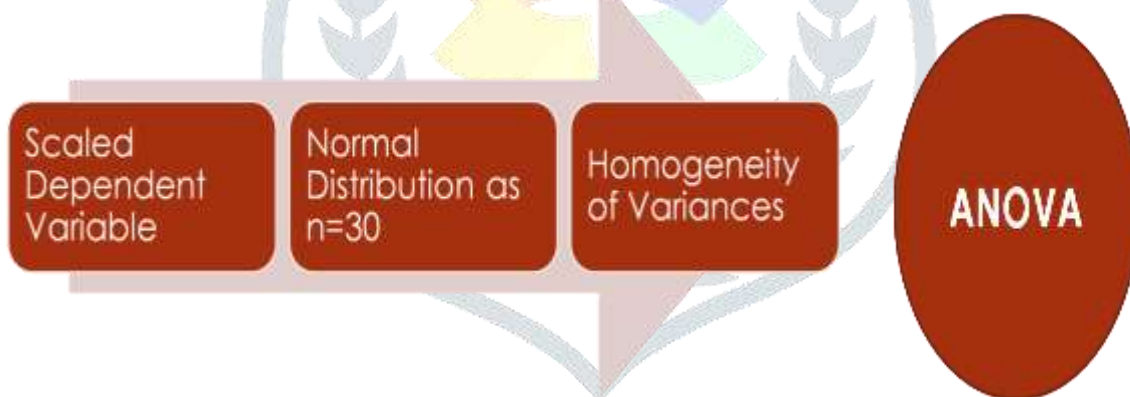 Scaled
Dependent
Variable
Normal
Distribution as
n=30
Homogeneity
of Variances
ANOVA